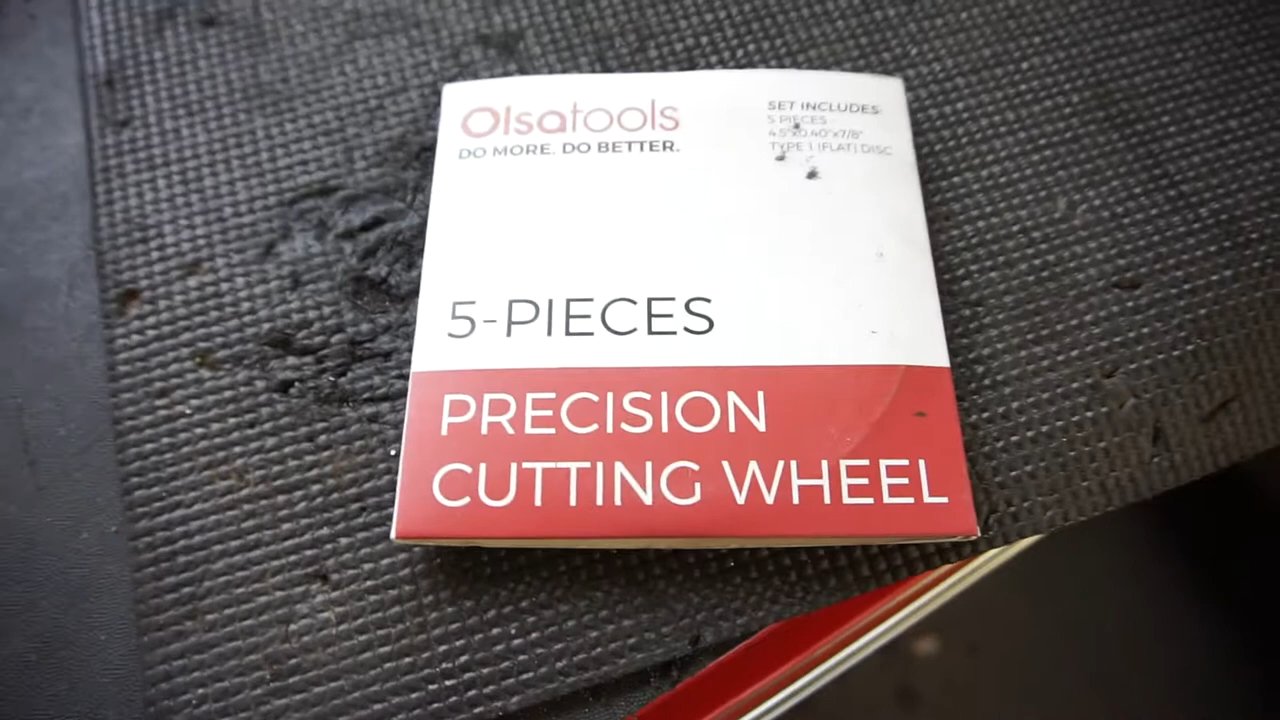 Olsatools
DO MORE. DO BETTER.
SET INCLUDES:
5 PIECES
4.5"x0.40"x7/8"
TYPE 1 (FLAT) DISC
5-PIECES
PRECISION
CUTTING WHEEL